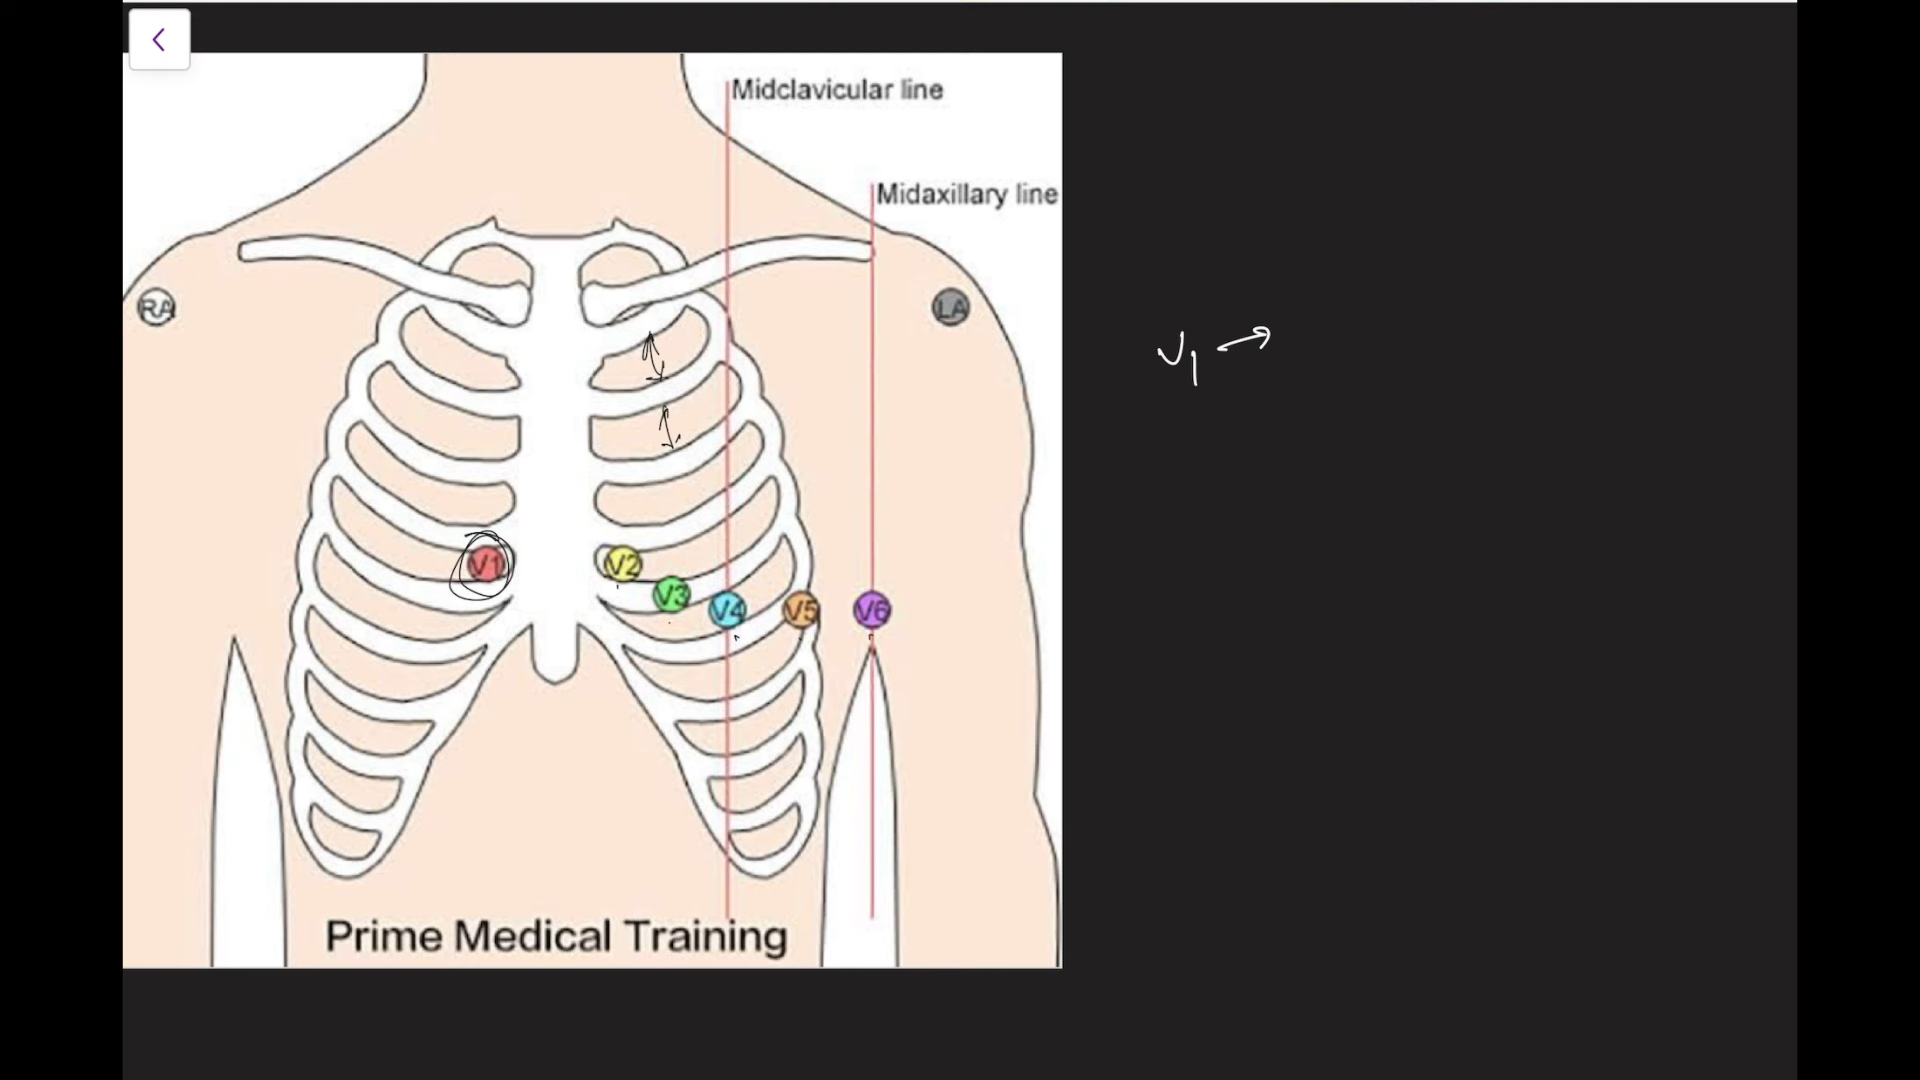 Midclavicular line
Midaxillary line
RA
LA
V1 →
V1
V2
V3
V4
V5
V6
Prime Medical Training